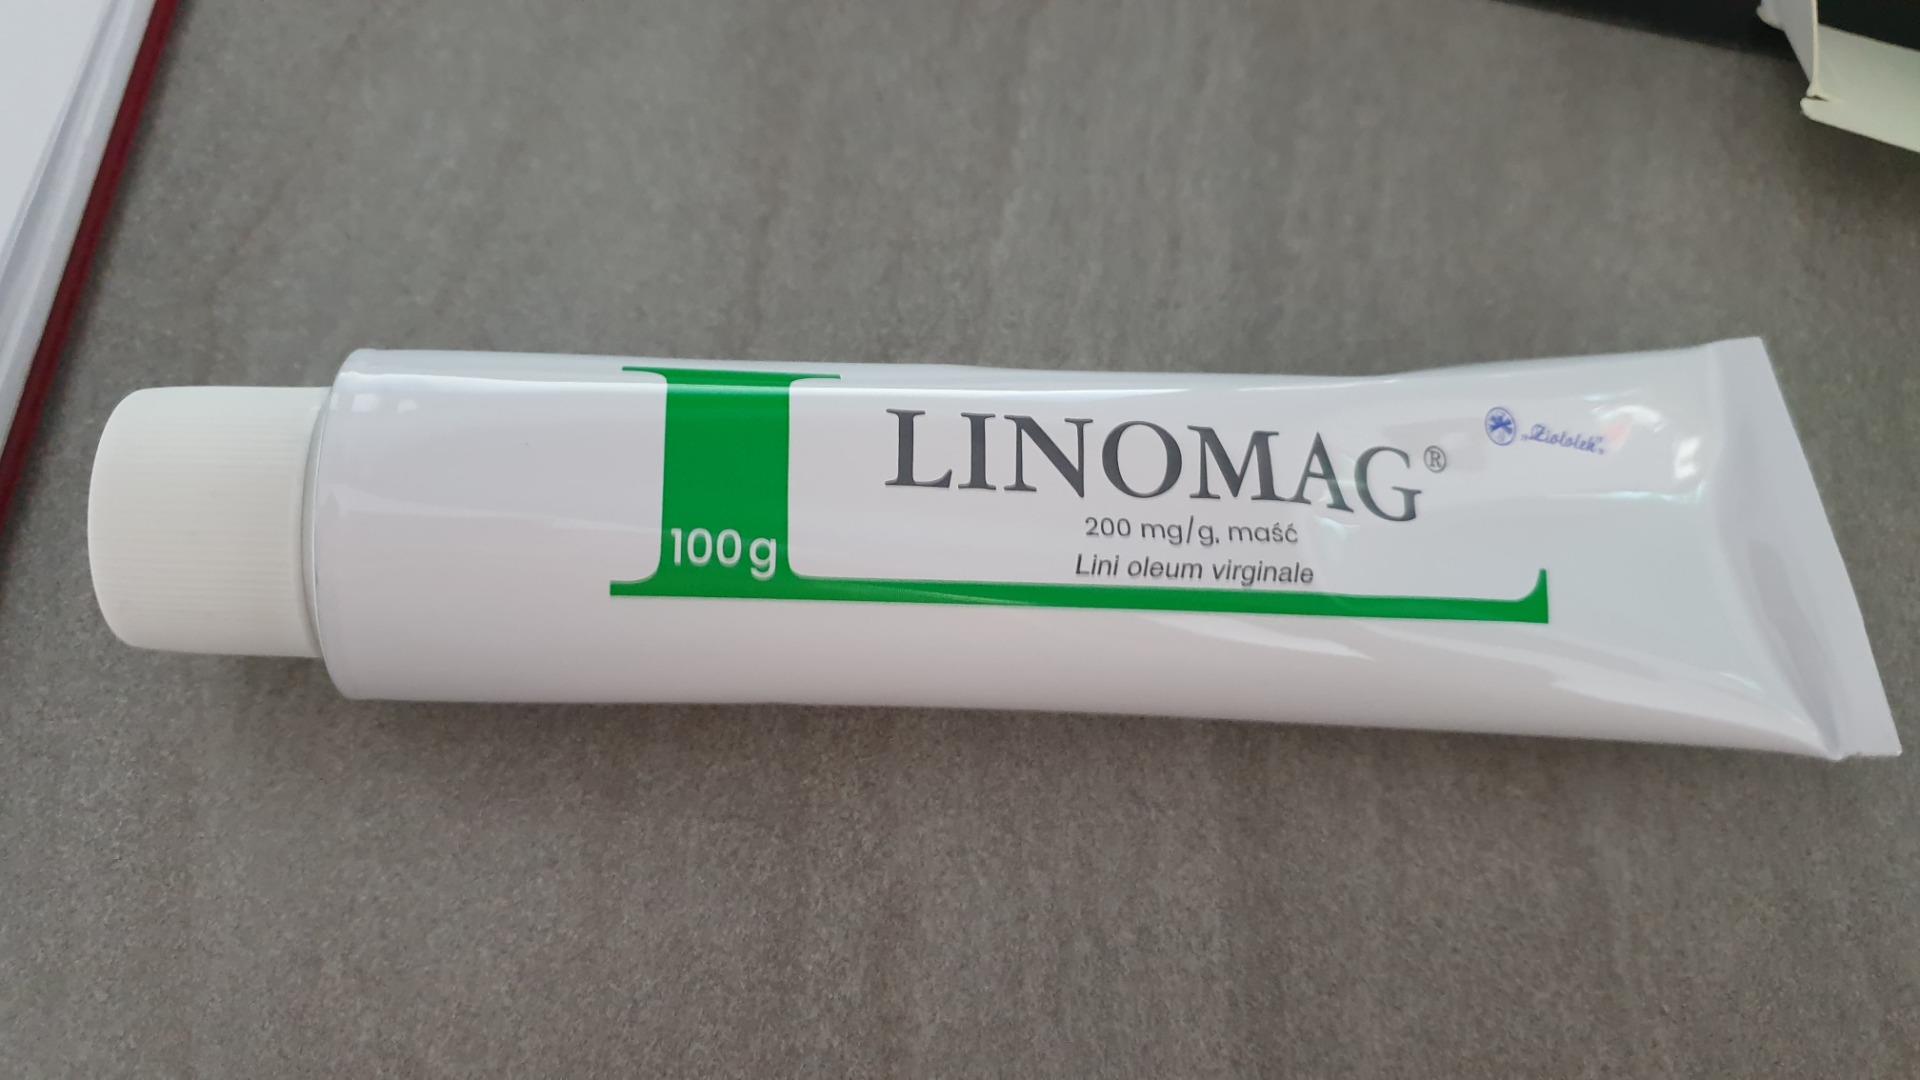 LINOMAG®
„Ziołolek”
200 mg/g, maść
Lini oleum virginale
100g